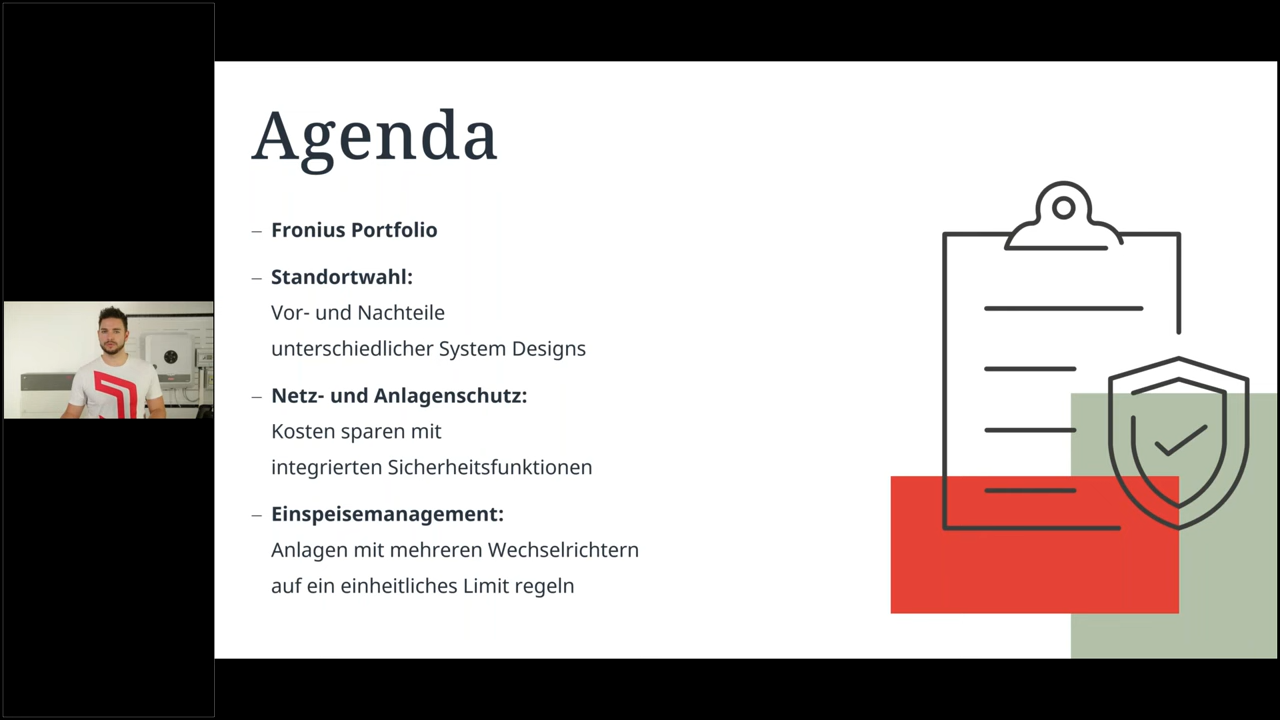 Agenda
– Fronius Portfolio
– Standortwahl:
Vor- und Nachteile
unterschiedlicher System Designs
– Netz- und Anlagenschutz:
Kosten sparen mit
integrierten Sicherheitsfunktionen
– Einspeisemanagement:
Anlagen mit mehreren Wechselrichtern
auf ein einheitliches Limit regeln